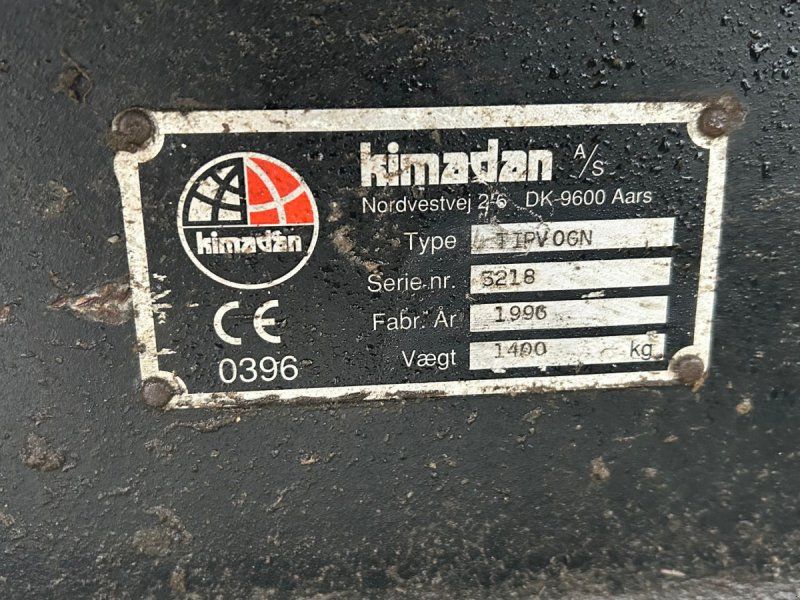 kimadan A/S
Nordvestvej 2-6 DK-9600 Aars
kimadan
Type TIPVOGN
Serie nr. 5218
Fabr. År 1996
Vægt 1400 kg
CE
0396